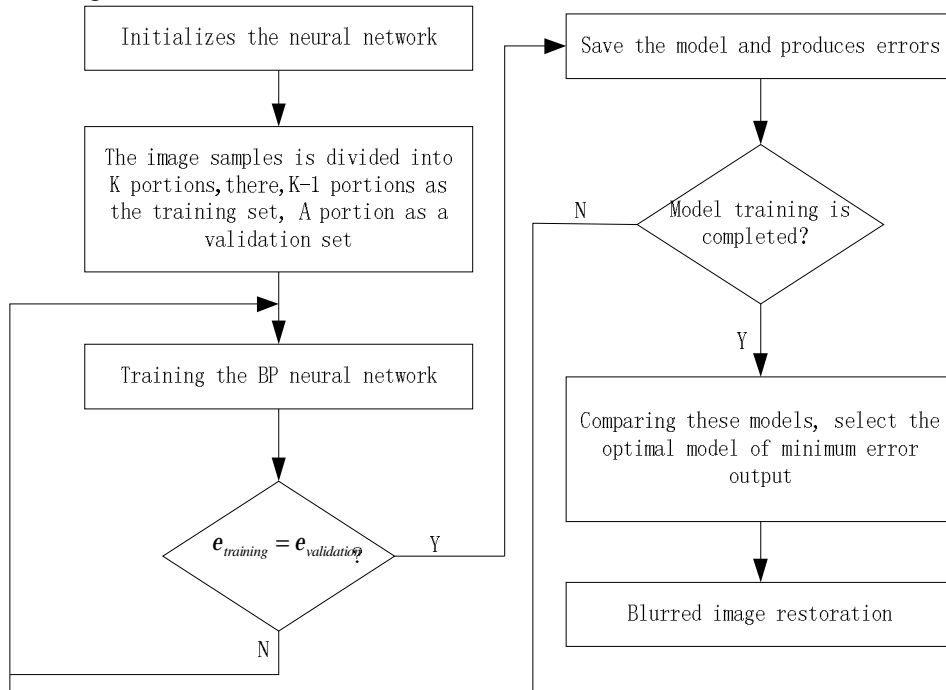 Initializes the neural network
The image samples is divided into
K portions,there,K-1 portions as
the training set, A portion as a
validation set
Training the BP neural network
e_training = e_validation?
Y
N
Save the model and produces errors
Model training is
completed?
N
Y
Comparing these models, select the
optimal model of minimum error
output
Blurred image restoration